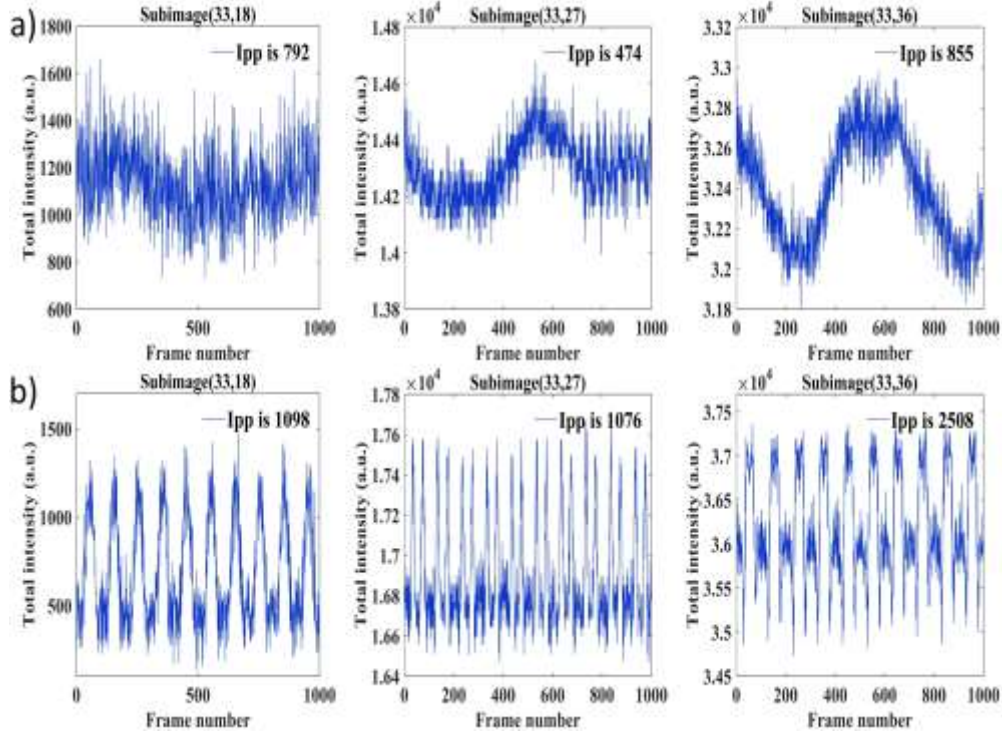 a)
Subimage(33,18)
Ipp is 792
Total intensity (a.u.)
1800
1600
1400
1200
1000
800
600
0
500
1000
Frame number
×10⁴
Subimage(33,27)
Ipp is 474
Total intensity (a.u.)
1.48
1.46
1.44
1.42
1.4
1.38
0
200
400
600
800
1000
Frame number
×10⁴
Subimage(33,36)
Ipp is 855
Total intensity (a.u.)
3.32
3.3
3.28
3.26
3.24
3.22
3.2
3.18
0
200
400
600
800
1000
Frame number
b)
Subimage(33,18)
Ipp is 1098
Total intensity (a.u.)
1500
1000
500
0
500
1000
Frame number
×10⁴
Subimage(33,27)
Ipp is 1076
Total intensity (a.u.)
1.78
1.76
1.74
1.72
1.7
1.68
1.66
1.64
0
200
400
600
800
1000
Frame number
×10⁴
Subimage(33,36)
Ipp is 2508
Total intensity (a.u.)
3.75
3.7
3.65
3.6
3.55
3.5
3.45
0
200
400
600
800
1000
Frame number